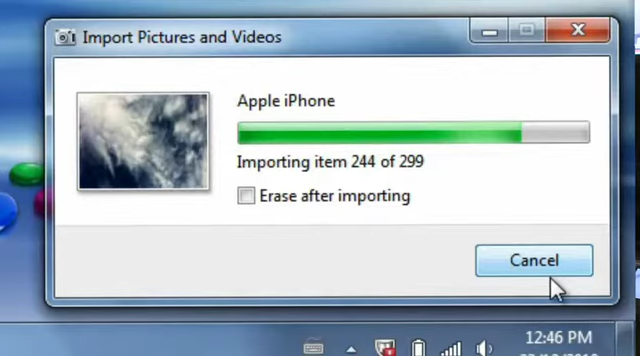 Import Pictures and Videos
Apple iPhone
Importing item 244 of 299
Erase after importing
Cancel
12:46 PM